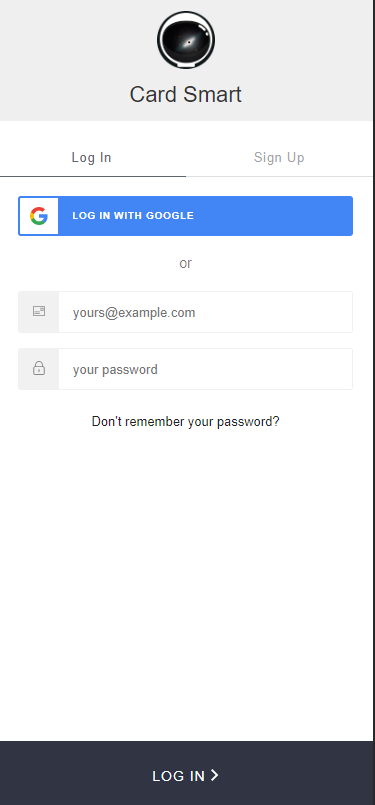 Card Smart
Log In
Sign Up
LOG IN WITH GOOGLE
or
yours@example.com
your password
Don't remember your password?
LOG IN